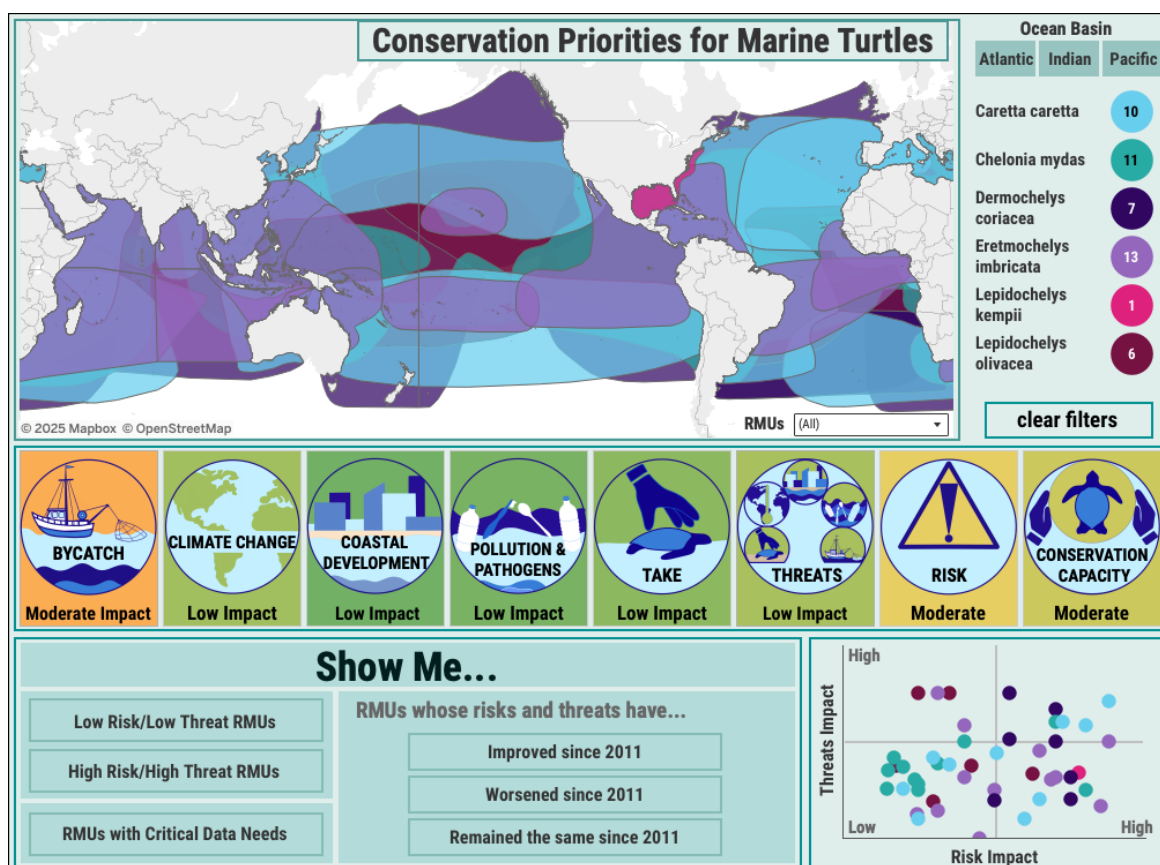 Conservation Priorities for Marine Turtles
© 2025 Mapbox © OpenStreetMap
RMUs (All)
Ocean Basin
Atlantic Indian Pacific
Caretta caretta 10
Chelonia mydas 11
Dermochelys
coriacea 7
Eretmochelys
imbricata 13
Lepidochelys
kempii 1
Lepidochelys
olivacea 6
clear filters
BYCATCH
Moderate Impact
CLIMATE CHANGE
Low Impact
COASTAL
DEVELOPMENT
Low Impact
POLLUTION &
PATHOGENS
Low Impact
TAKE
Low Impact
THREATS
Low Impact
RISK
Moderate
CONSERVATION
CAPACITY
Moderate
Show Me...
Low Risk/Low Threat RMUs
High Risk/High Threat RMUs
RMUs with Critical Data Needs
RMUs whose risks and threats have...
Improved since 2011
Worsened since 2011
Remained the same since 2011
High
Threats Impact
Low
High
Risk Impact